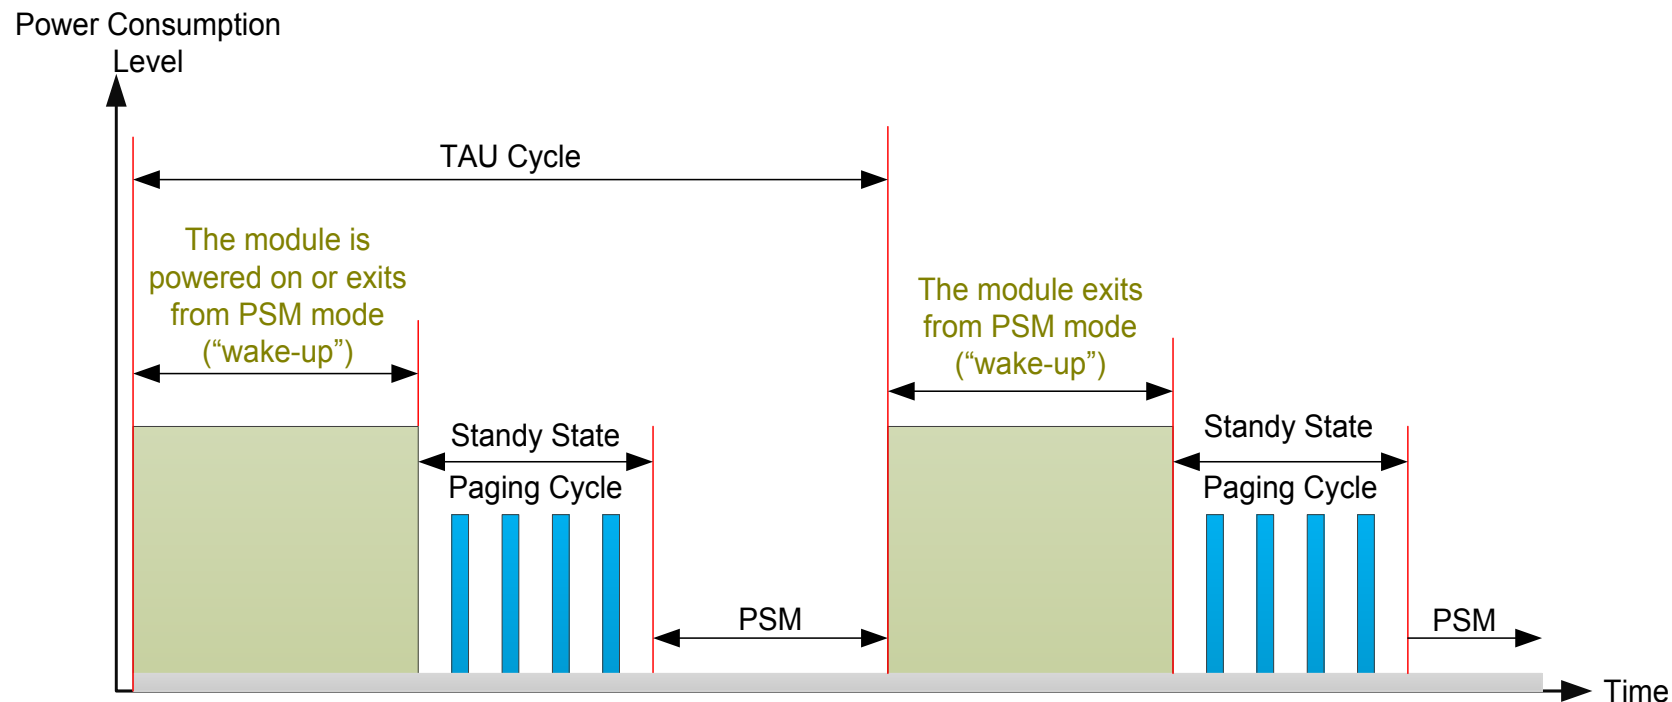 Power Consumption
Level
TAU Cycle
The module is
powered on or exits
from PSM mode
(“wake-up”)
The module exits
from PSM mode
(“wake-up”)
Standy State
Paging Cycle
Standy State
Paging Cycle
PSM
PSM
Time